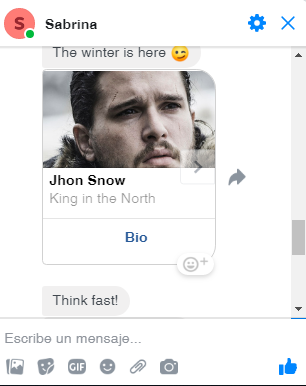 S Sabrina
The winter is here 😉
Jhon Snow
King in the North
Bio
Think fast!
Escribe un mensaje...
GIF